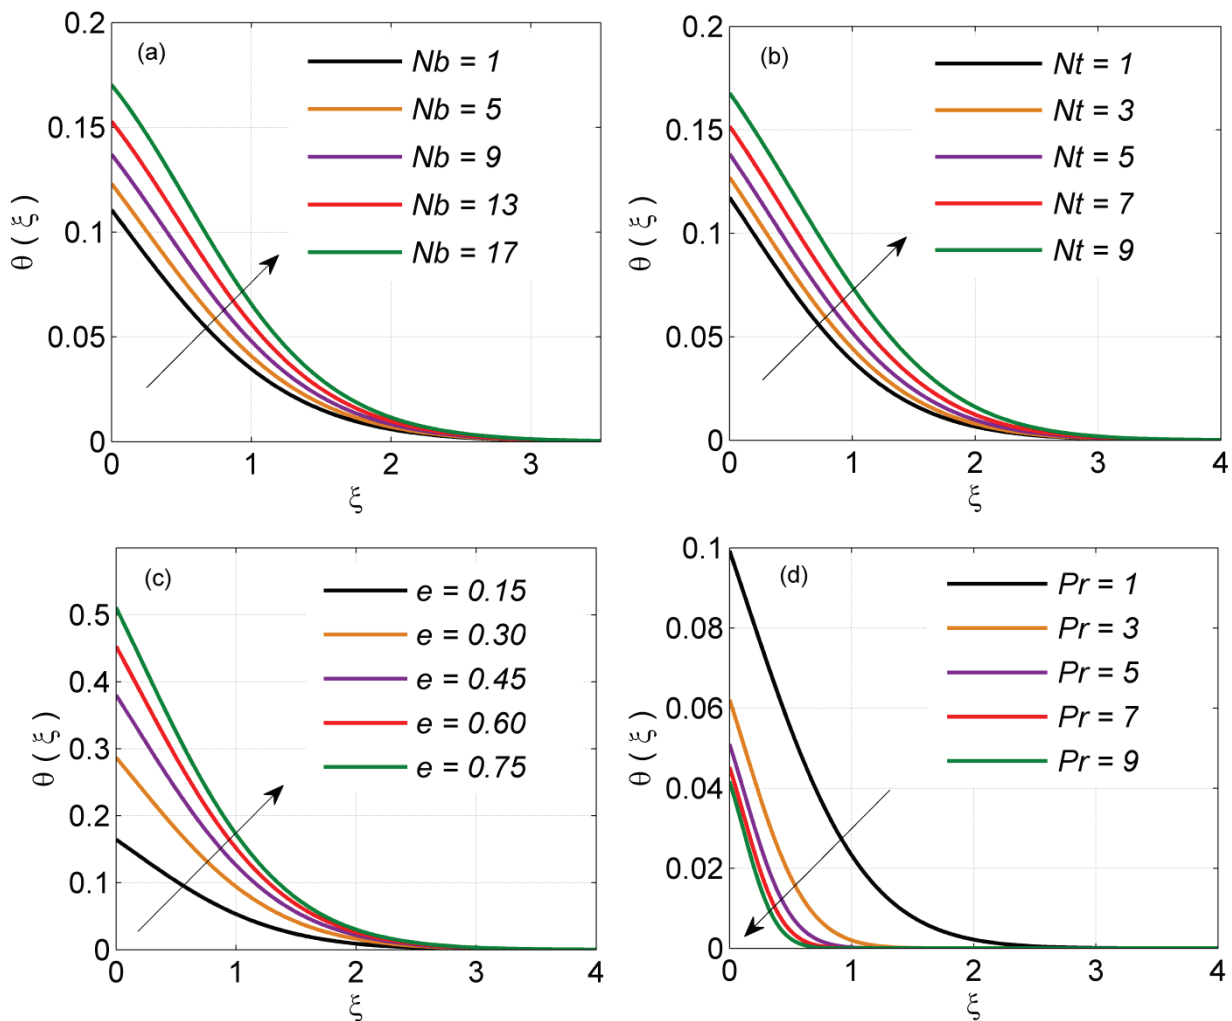 (a)
0.2
0.15
0.1
0.05
0
θ ( ξ )
Nb = 1
Nb = 5
Nb = 9
Nb = 13
Nb = 17
0 1 2 3
ξ
(b)
0.2
0.15
0.1
0.05
0
θ ( ξ )
Nt = 1
Nt = 3
Nt = 5
Nt = 7
Nt = 9
0 1 2 3 4
ξ
(c)
0.5
0.4
0.3
0.2
0.1
0
θ ( ξ )
e = 0.15
e = 0.30
e = 0.45
e = 0.60
e = 0.75
0 1 2 3 4
ξ
(d)
0.1
0.08
0.06
0.04
0.02
0
θ ( ξ )
Pr = 1
Pr = 3
Pr = 5
Pr = 7
Pr = 9
0 1 2 3 4
ξ